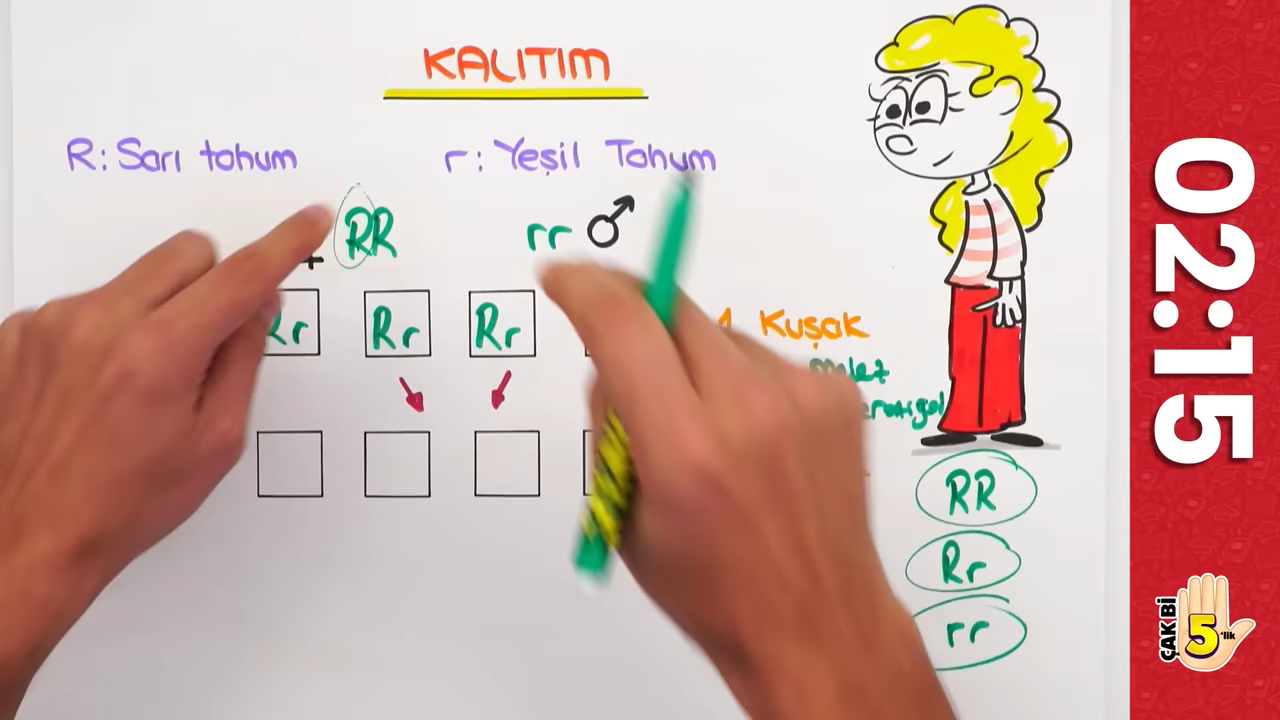 KALITIM
R: Sarı tohum
r: Yeşil Tohum
RR
rr
Rr
Rr
Rr
Kuşak
RR
Rr
rr
02:15
ÇAK Bİ
5'lik